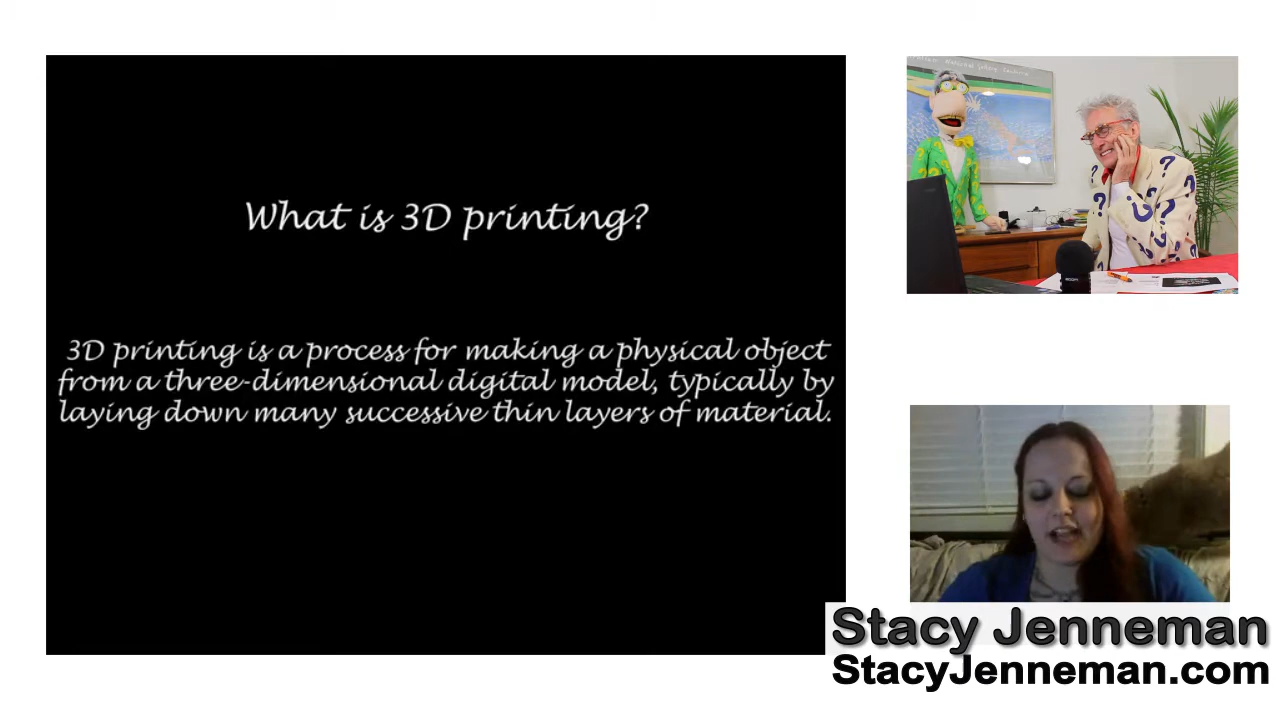 What is 3D printing?
3D printing is a process for making a physical object
from a three-dimensional digital model, typically by
laying down many successive thin layers of material.
Stacy Jenneman
StacyJenneman.com